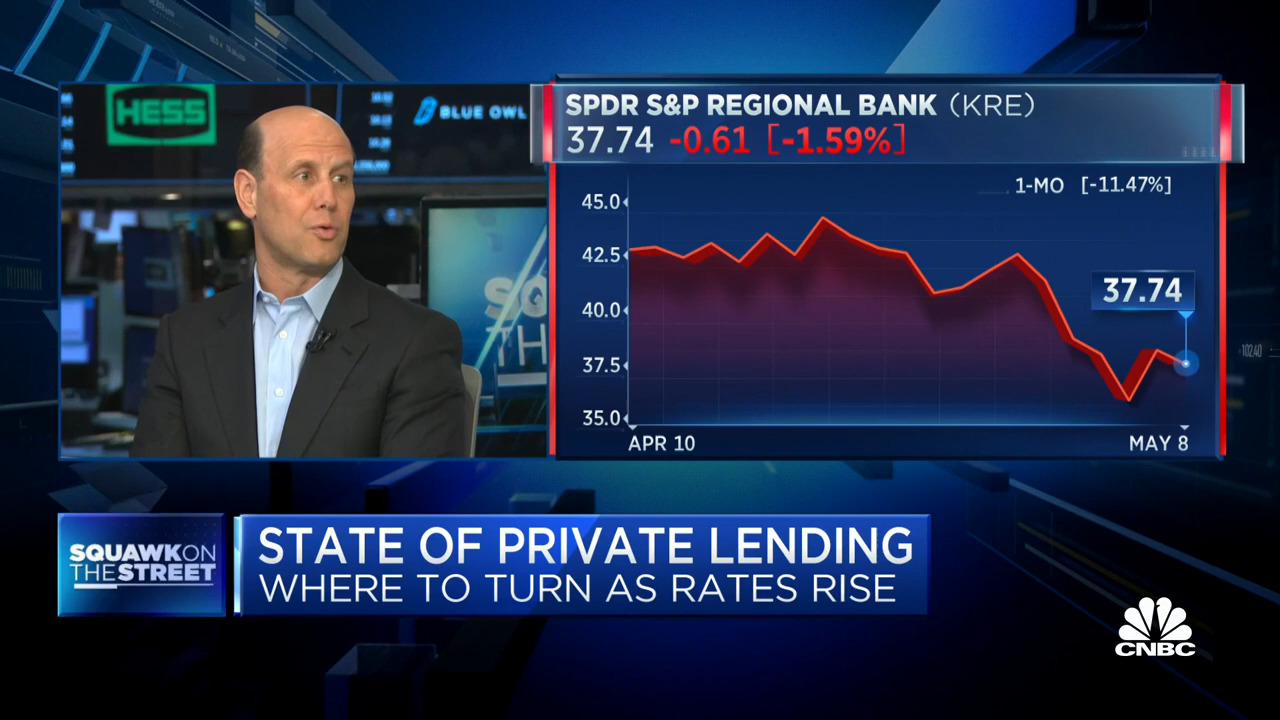 HESS
BLUE OWL
SQ
TH
SPDR S&P REGIONAL BANK (KRE)
37.74 -0.61 [-1.59%]
1-MO [-11.47%]
45.0
42.5
40.0
37.5
35.0
37.74
APR 10
MAY 8
SQUAWK ON
THE STREET
STATE OF PRIVATE LENDING
WHERE TO TURN AS RATES RISE
CNBC